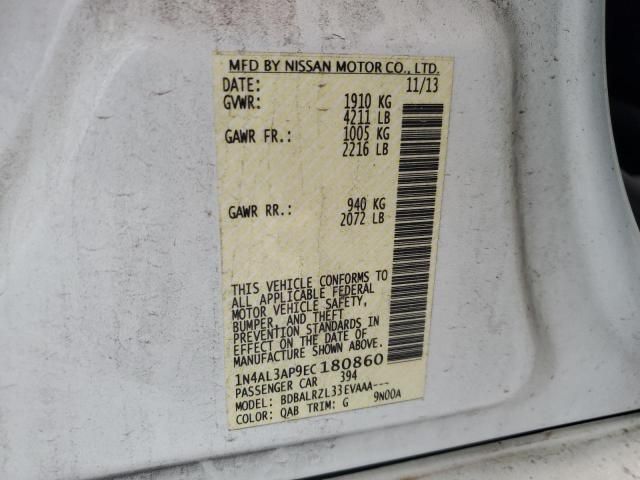 MFD BY NISSAN MOTOR CO., LTD.
DATE: 11/13
GVWR: 1910 KG
4211 LB
GAWR FR.: 1005 KG
2216 LB
GAWR RR.: 940 KG
2072 LB
THIS VEHICLE CONFORMS TO
ALL APPLICABLE FEDERAL
MOTOR VEHICLE SAFETY,
BUMPER, AND THEFT
PREVENTION STANDARDS IN
EFFECT ON THE DATE OF
MANUFACTURE SHOWN ABOVE.
1N4AL3AP9EC180860
PASSENGER CAR 394
MODEL: BDBALRZL33EVAAA---
COLOR: QAB TRIM: G 9N00A